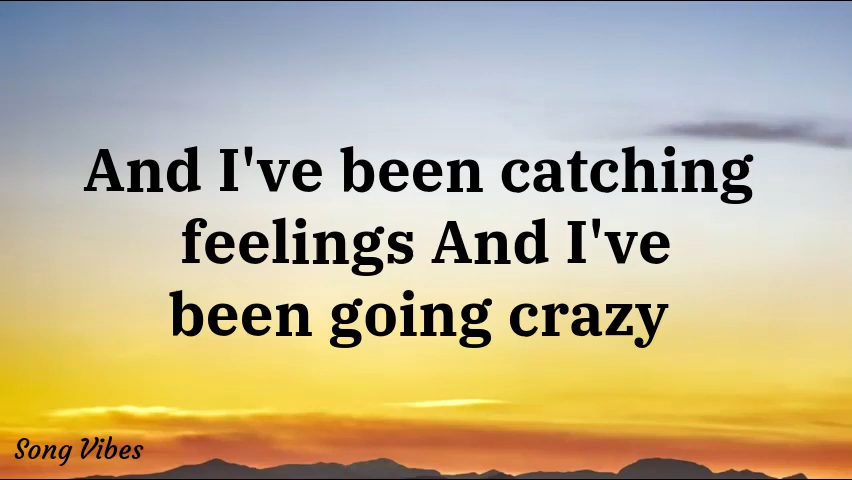 And I've been catching
feelings And I've
been going crazy
Song Vibes